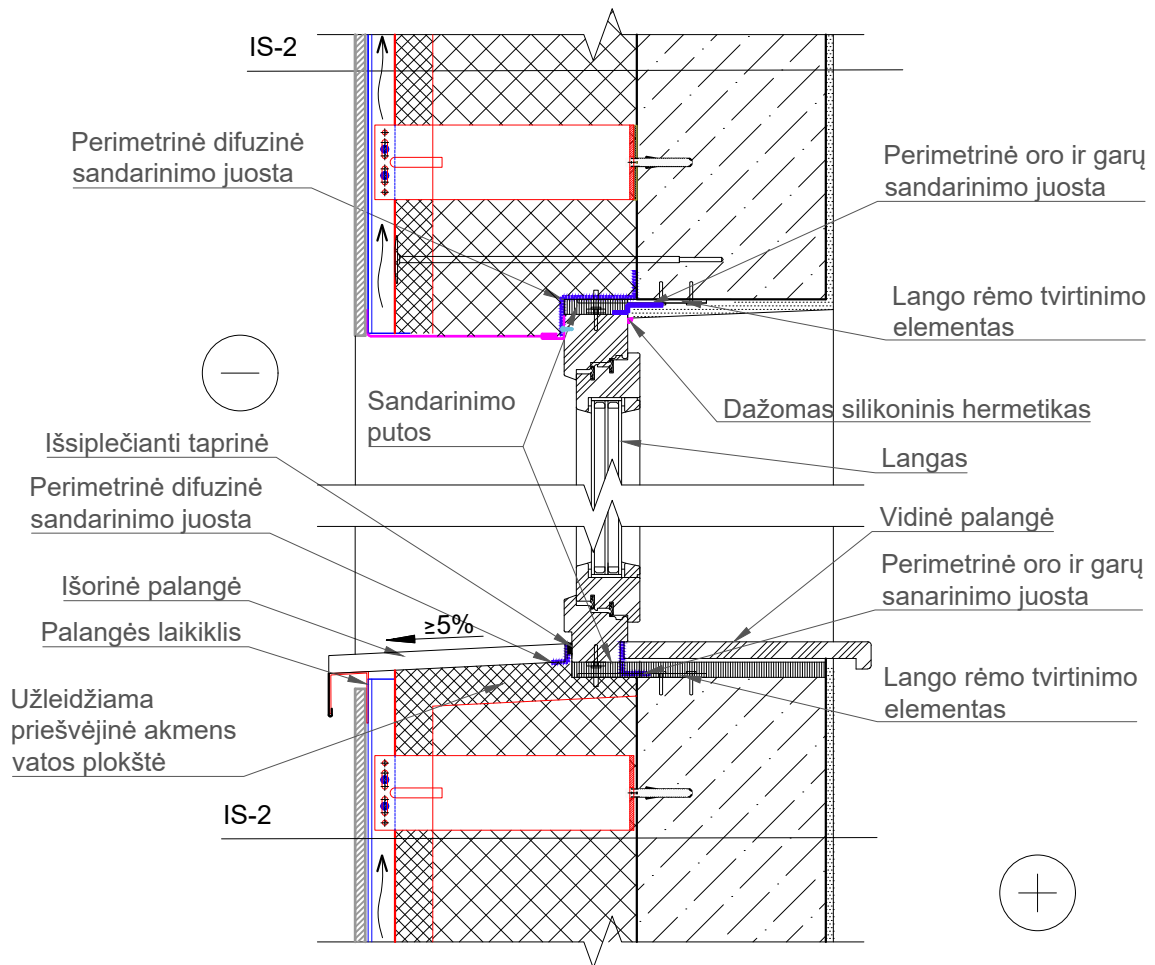 IS-2
Perimetrinė difuzinė
sandarinimo juosta
Perimetrinė oro ir garų
sandarinimo juosta
Lango rėmo tvirtinimo
elementas
Sandarinimo
putos
Dažomas silikoninis hermetikas
Išsiplečianti taprinė
Langas
Perimetrinė difuzinė
sandarinimo juosta
Vidinė palangė
Perimetrinė oro ir garų
sanarinimo juosta
Išorinė palangė
Palangės laikiklis
≥5%
Lango rėmo tvirtinimo
elementas
Užleidžiama
priešvėjinė akmens
vatos plokštė
IS-2